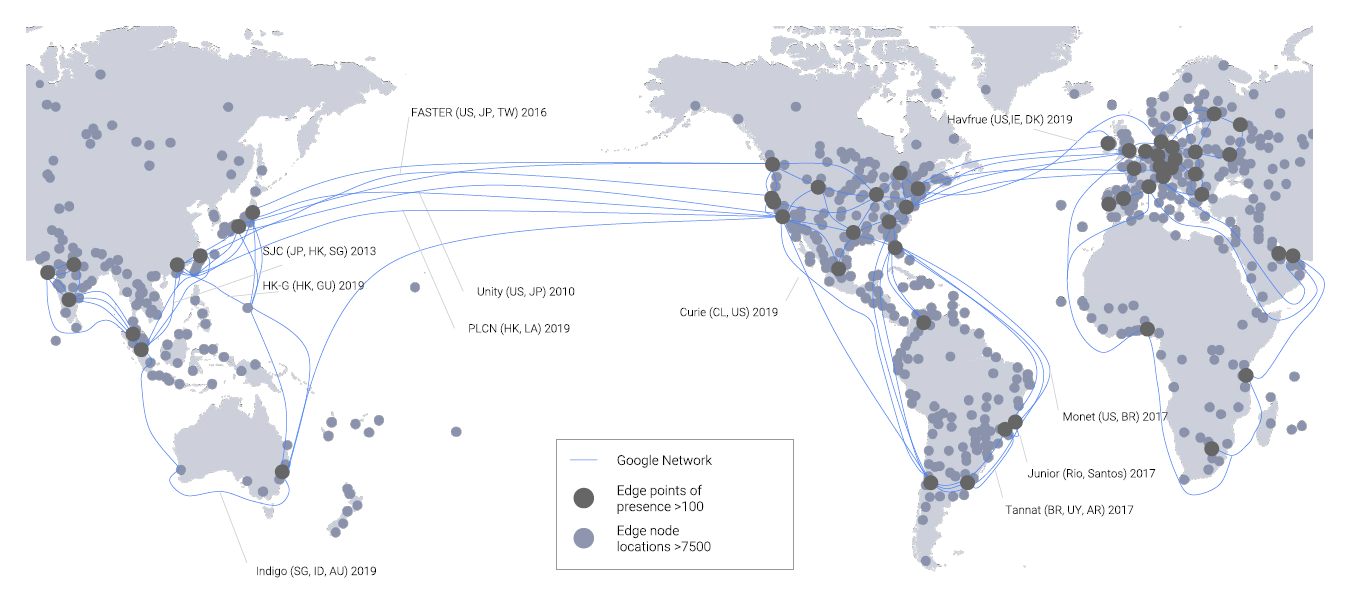 FASTER (US, JP, TW) 2016
Havfrue (US,IE, DK) 2019
SJC (JP, HK, SG) 2013
HK-G (HK, GU) 2019
Unity (US, JP) 2010
Curie (CL, US) 2019
PLCN (HK, LA) 2019
Monet (US, BR) 2017
Google Network
Edge points of
presence >100
Edge node
locations >7500
Junior (Rio, Santos) 2017
Tannat (BR, UY, AR) 2017
Indigo (SG, ID, AU) 2019